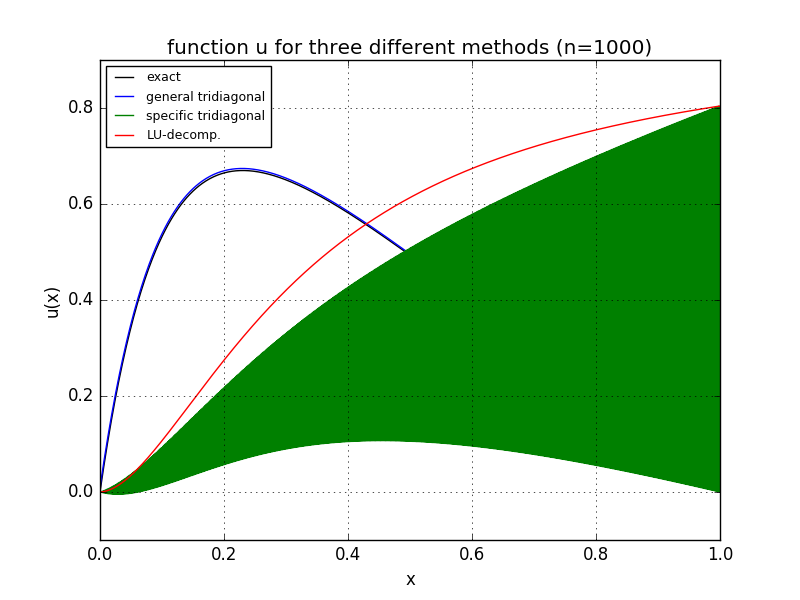 function u for three different methods (n=1000)
exact
general tridiagonal
specific tridiagonal
LU-decomp.
0.8
0.6
0.4
0.2
0.0
u(x)
0.0 0.2 0.4 0.6 0.8 1.0
x